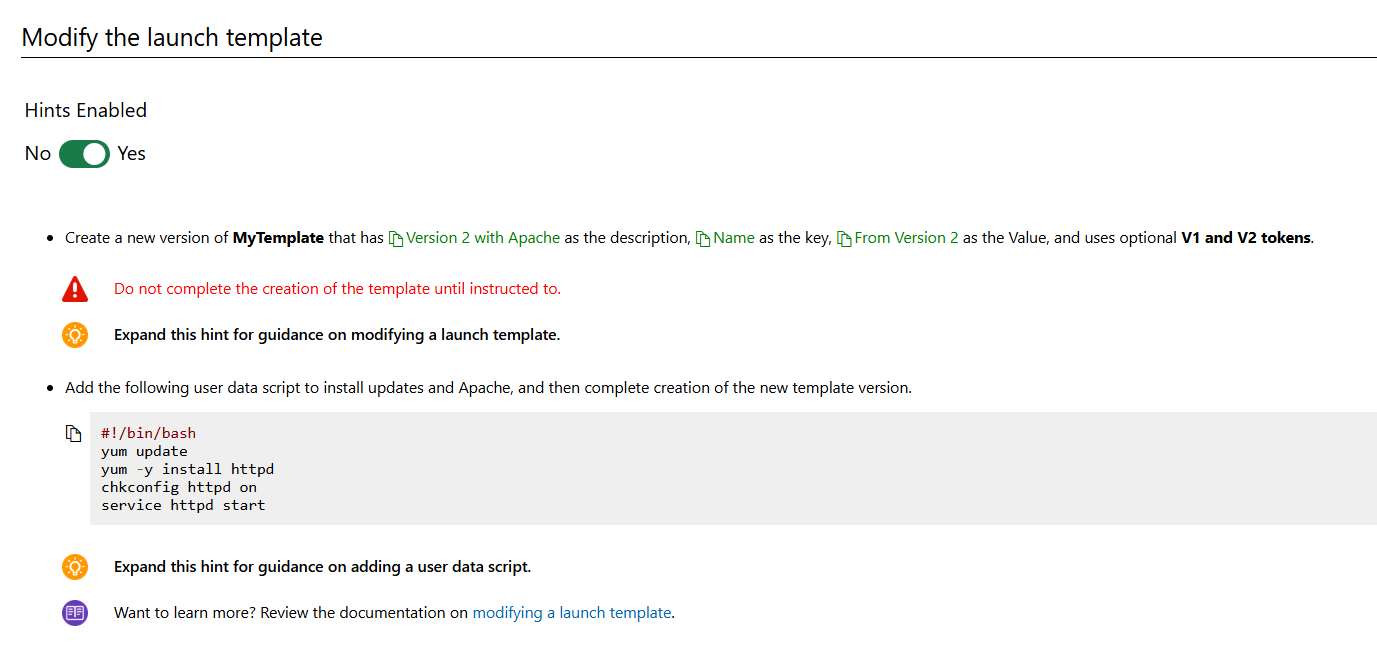 Modify the launch template
Hints Enabled
No Yes
Create a new version of MyTemplate that has Version 2 with Apache as the description, Name as the key, From Version 2 as the Value, and uses optional V1 and V2 tokens.
Do not complete the creation of the template until instructed to.
Expand this hint for guidance on modifying a launch template.
Add the following user data script to install updates and Apache, and then complete creation of the new template version.
#!/bin/bash
yum update
yum -y install httpd
chkconfig httpd on
service httpd start
Expand this hint for guidance on adding a user data script.
Want to learn more? Review the documentation on modifying a launch template.